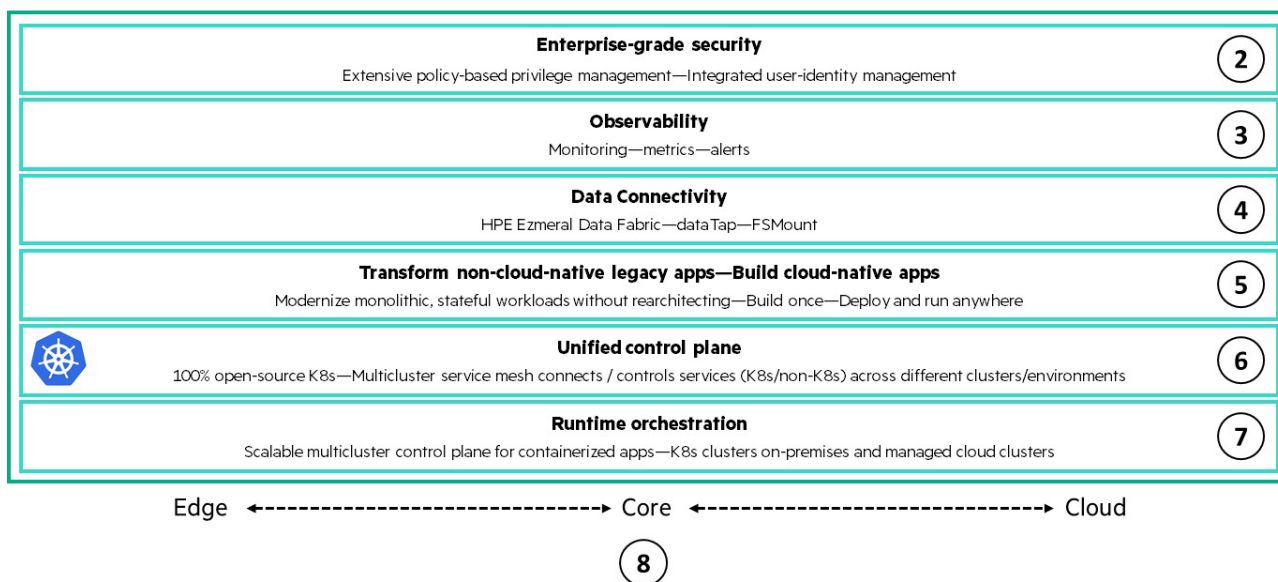 Enterprise-grade security
Extensive policy-based privilege management—Integrated user-identity management
2
Observability
Monitoring—metrics—alerts
3
Data Connectivity
HPE Ezmeral Data Fabric—dataTap—FSMount
4
Transform non-cloud-native legacy apps—Build cloud-native apps
Modernize monolithic, stateful workloads without rearchitecting—Build once—Deploy and run anywhere
5
Unified control plane
100% open-source K8s—Multicluster service mesh connects / controls services (K8s/non-K8s) across different clusters/environments
6
Runtime orchestration
Scalable multicluster control plane for containerized apps—K8s clusters on-premises and managed cloud clusters
7
Edge Core Cloud
8